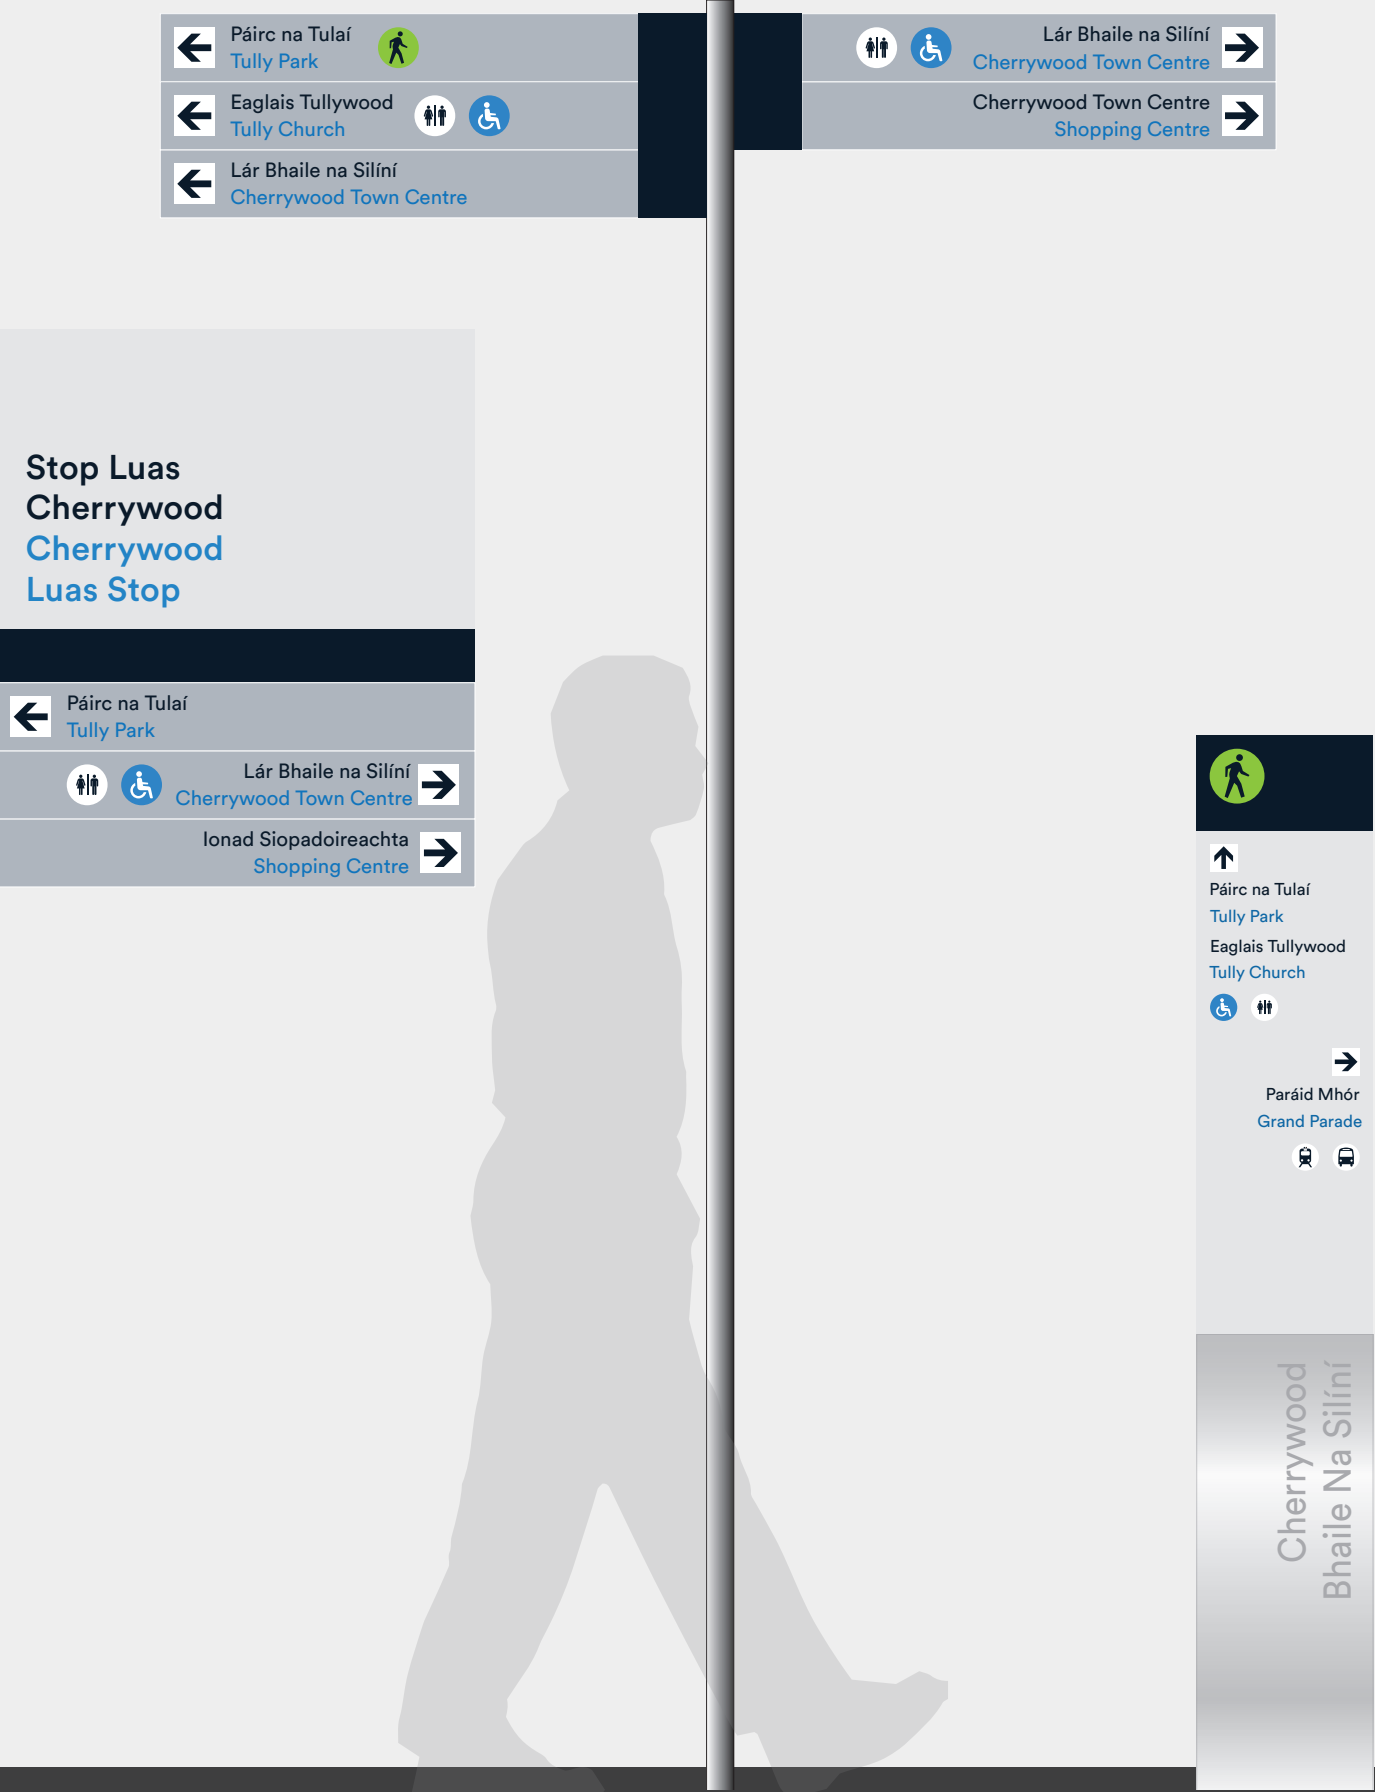 Páirc na Tulaí
Tully Park
Eaglais Tullywood
Tully Church
Lár Bhaile na Silíní
Cherrywood Town Centre
Lár Bhaile na Silíní
Cherrywood Town Centre
Cherrywood Town Centre
Shopping Centre
Stop Luas
Cherrywood
Cherrywood
Luas Stop
Páirc na Tulaí
Tully Park
Lár Bhaile na Silíní
Cherrywood Town Centre
Ionad Siopadoireachta
Shopping Centre
Páirc na Tulaí
Tully Park
Eaglais Tullywood
Tully Church
Paráid Mhór
Grand Parade
Cherrywood
Bhaile Na Silíní